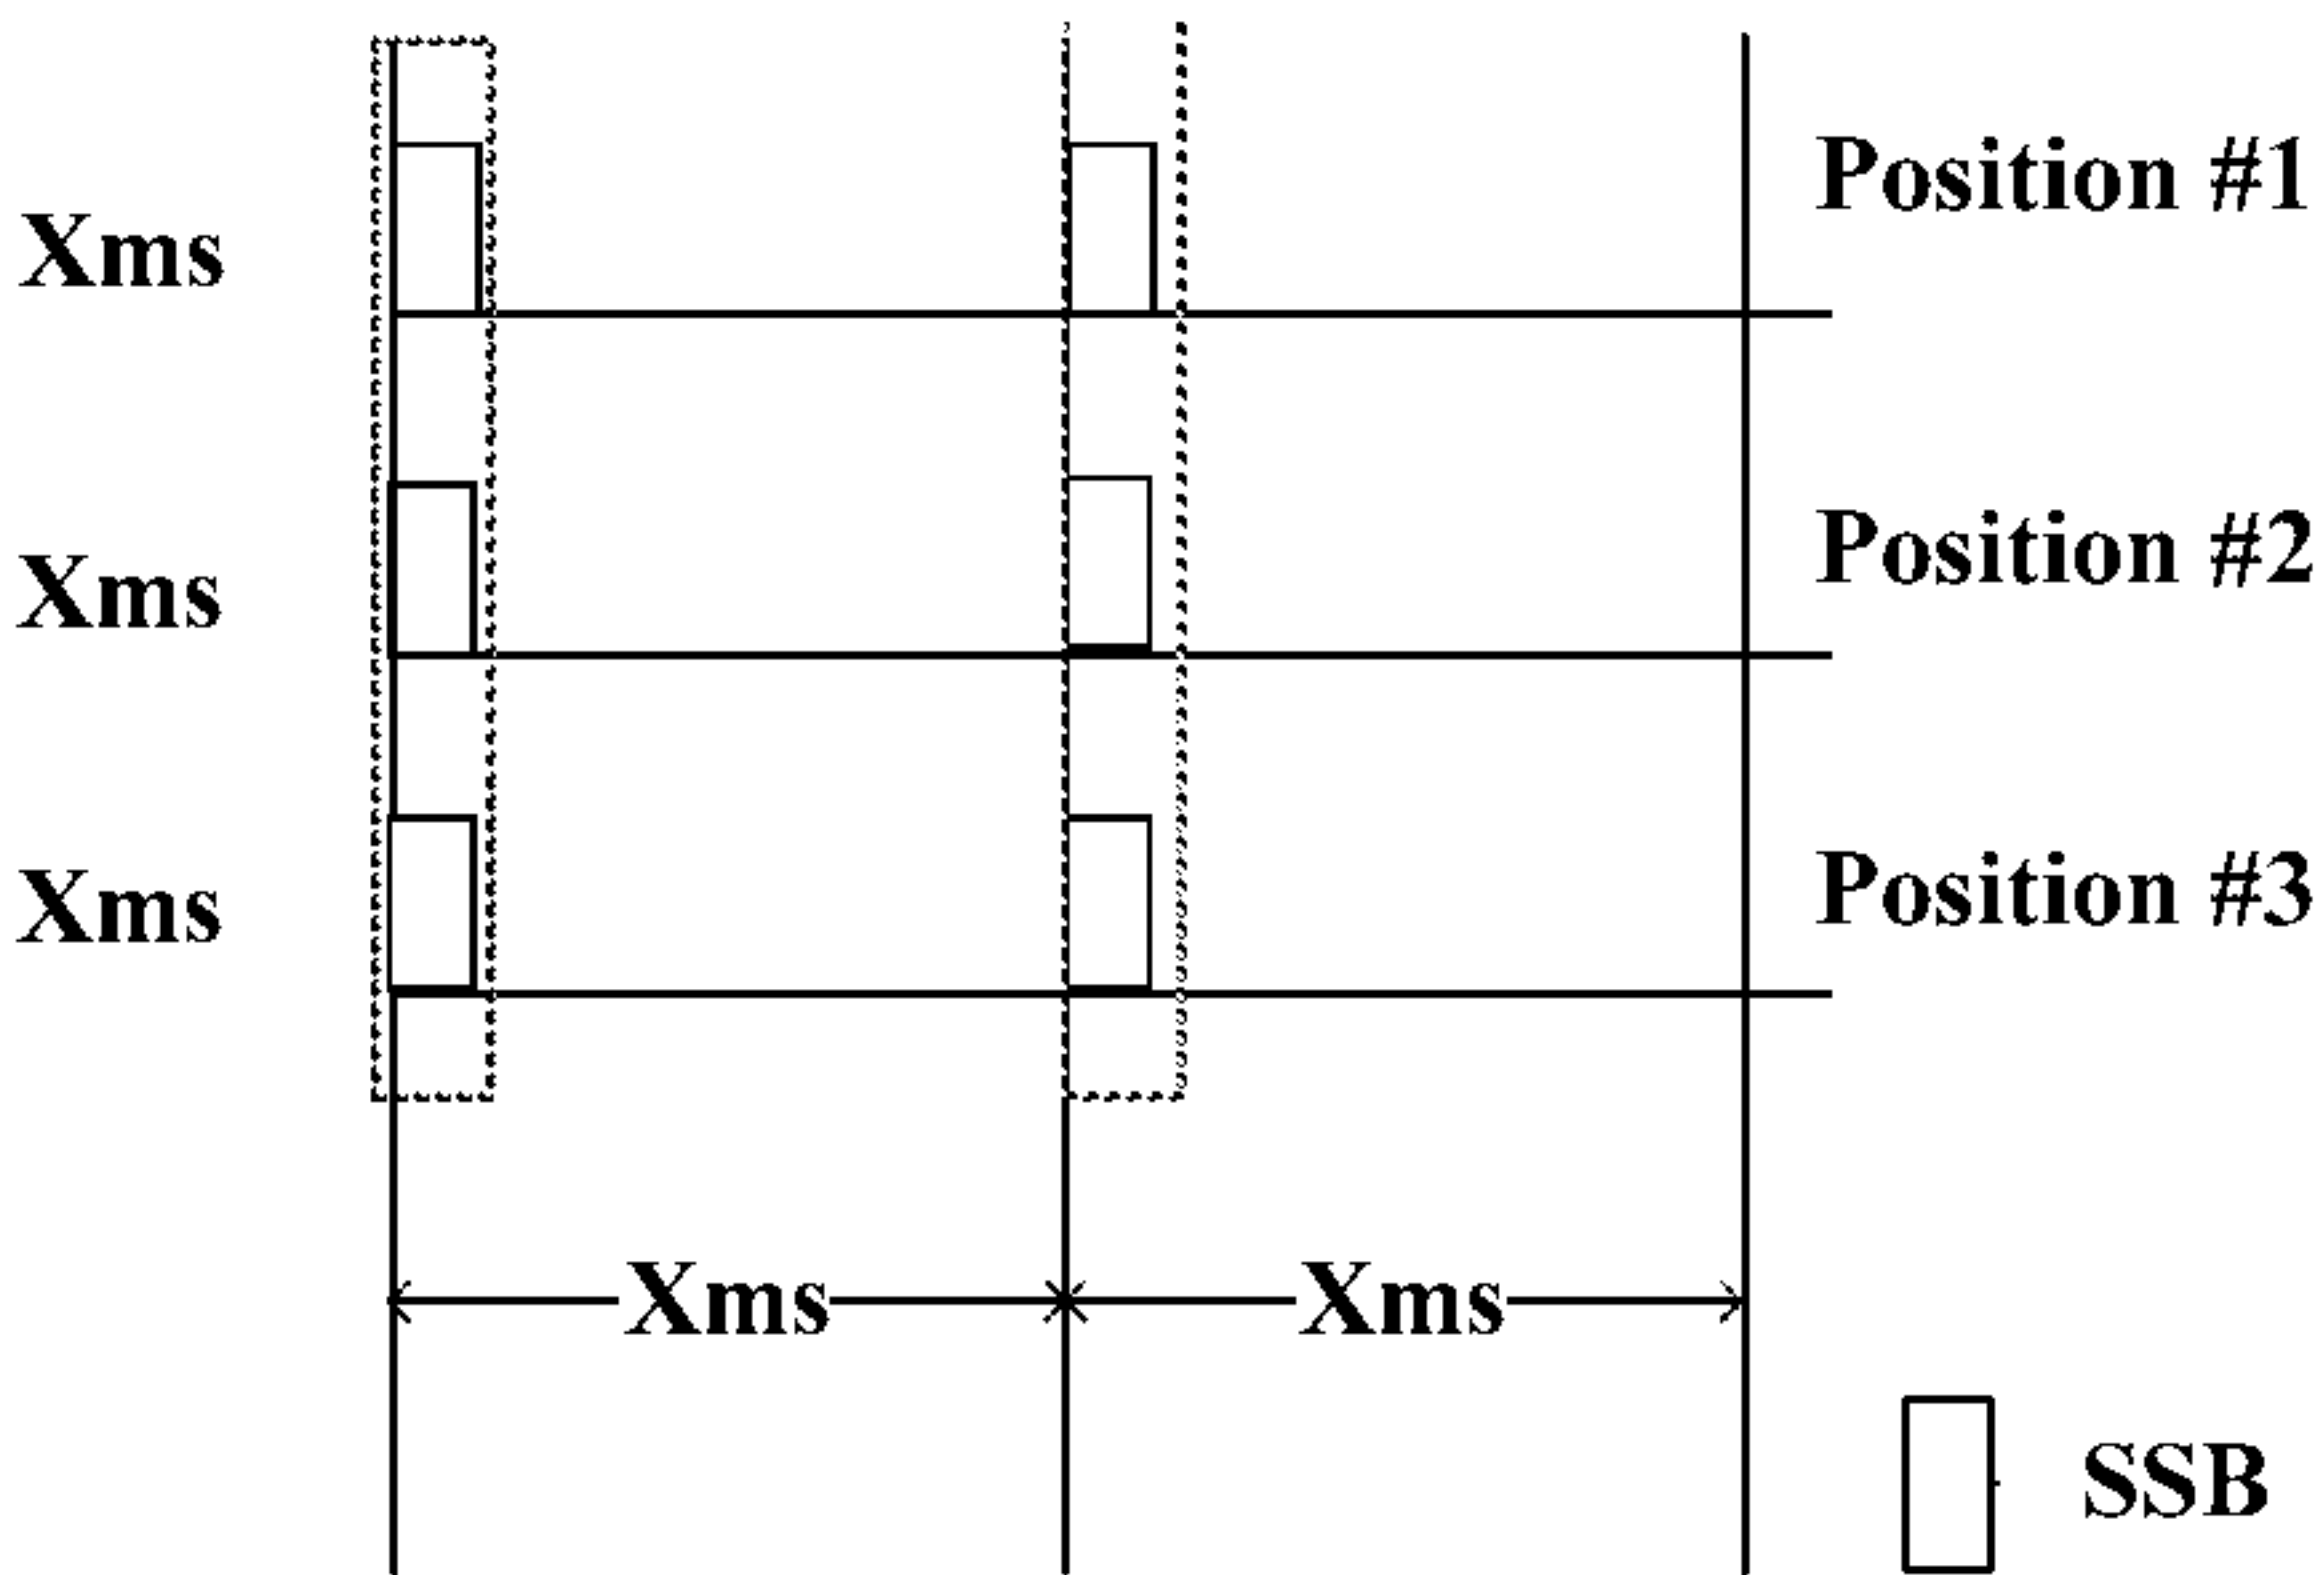 Position #1
Xms
Position #2
Xms
Position #3
Xms
Xms Xms
SSB